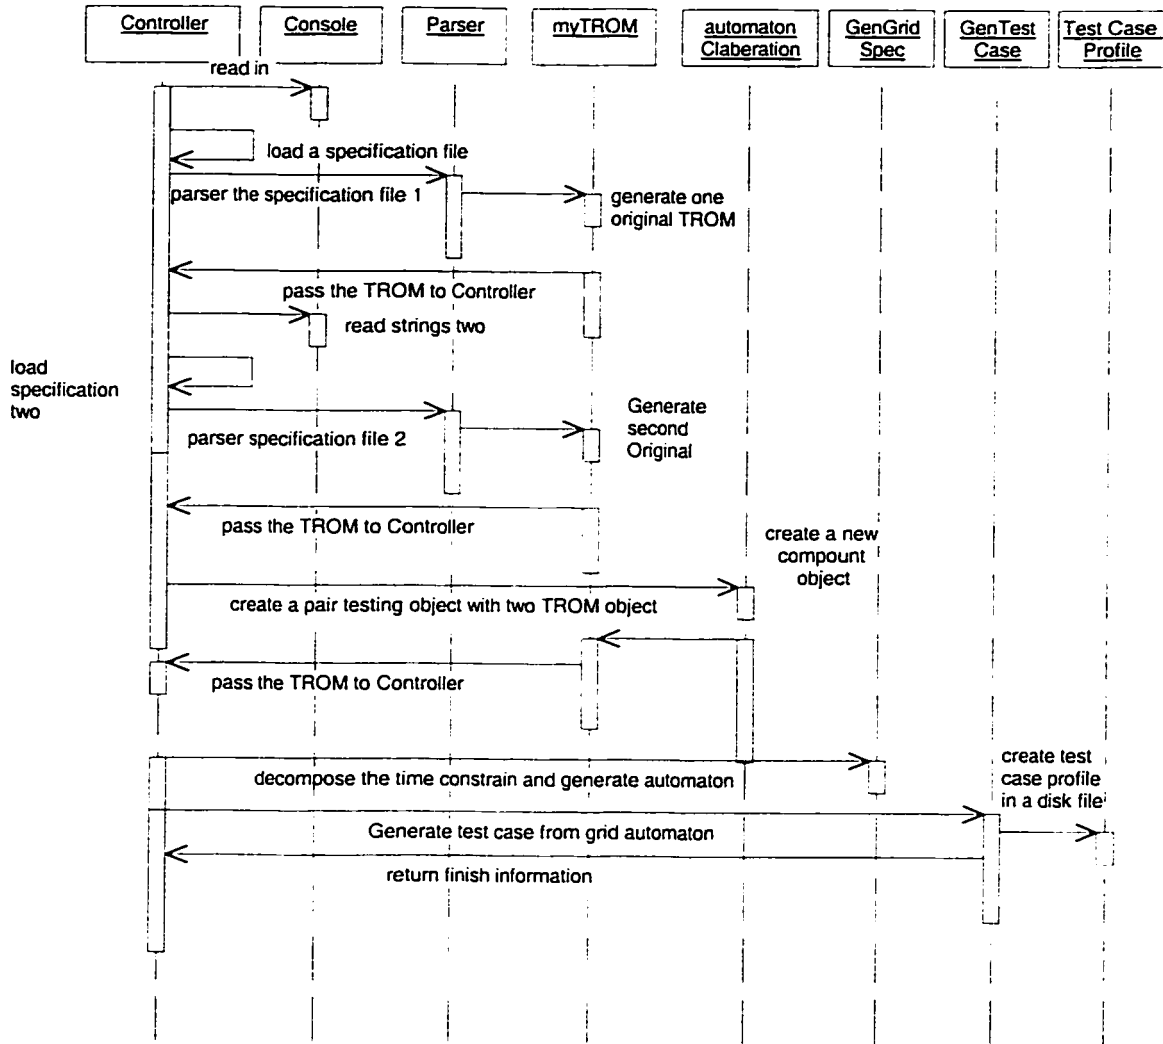 Controller
Console
Parser
myTROM
automaton
Claberation
GenGrid
Spec
GenTest
Case
Test Case
Profile
read in
load a specification file
parser the specification file 1
generate one
original TROM
pass the TROM to Controller
read strings two
load
specification
two
parser specification file 2
Generate
second
Original
pass the TROM to Controller
create a new
compount
object
create a pair testing object with two TROM object
pass the TROM to Controller
decompose the time constrain and generate automaton
create test
case profile
in a disk file
Generate test case from grid automaton
return finish information